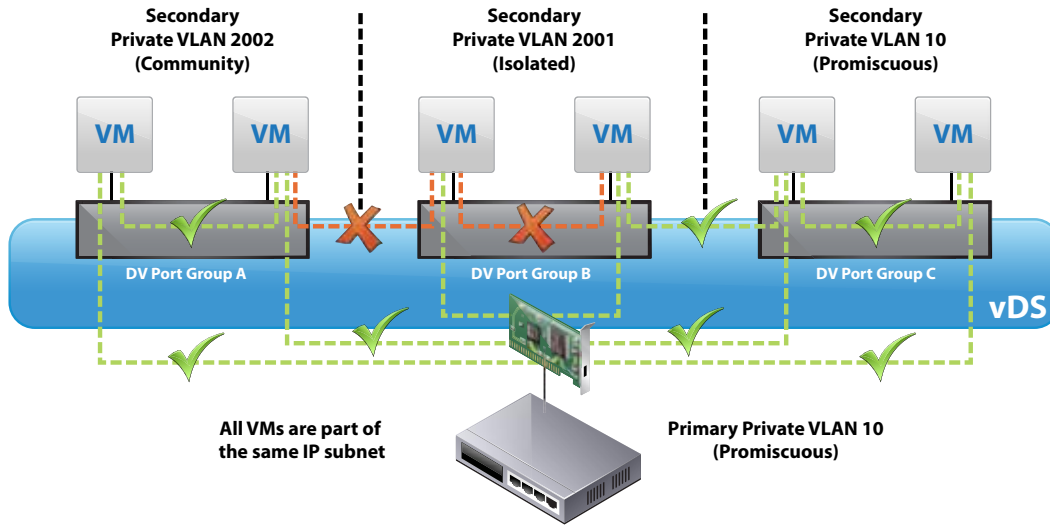 Secondary
Private VLAN 2002
(Community)
Secondary
Private VLAN 2001
(Isolated)
Secondary
Private VLAN 10
(Promiscuous)
VM
VM
VM
VM
VM
VM
DV Port Group A
DV Port Group B
DV Port Group C
vDS
All VMs are part of
the same IP subnet
Primary Private VLAN 10
(Promiscuous)